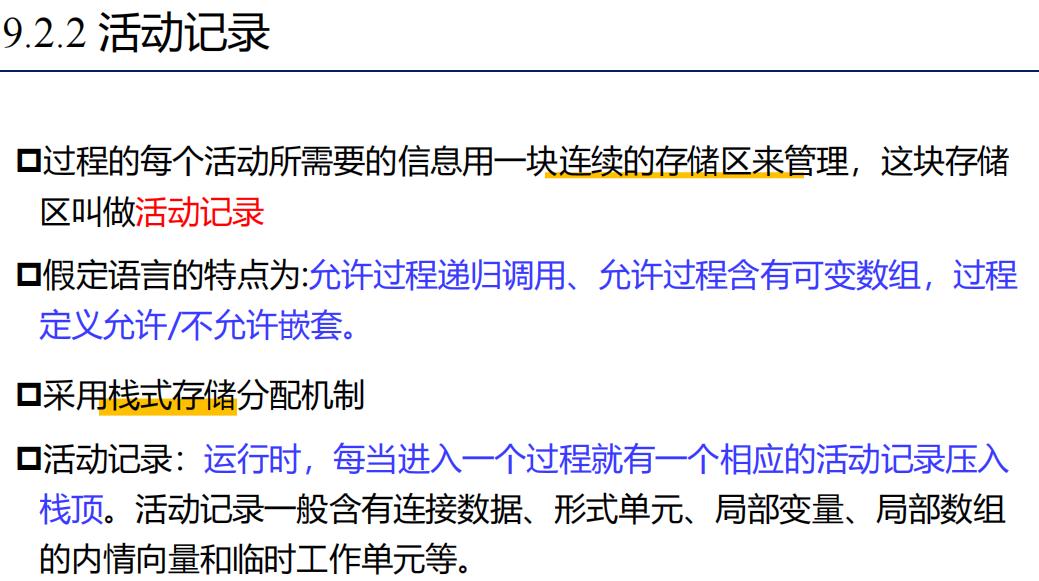 9.2.2 活动记录
过程的每个活动所需要的信息用一块连续的存储区来管理，这块存储
区叫做活动记录
假定语言的特点为:允许过程递归调用、允许过程含有可变数组，过程
定义允许/不允许嵌套。
采用栈式存储分配机制
活动记录：运行时，每当进入一个过程就有一个相应的活动记录压入
栈顶。活动记录一般含有连接数据、形式单元、局部变量、局部数组
的内情向量和临时工作单元等。